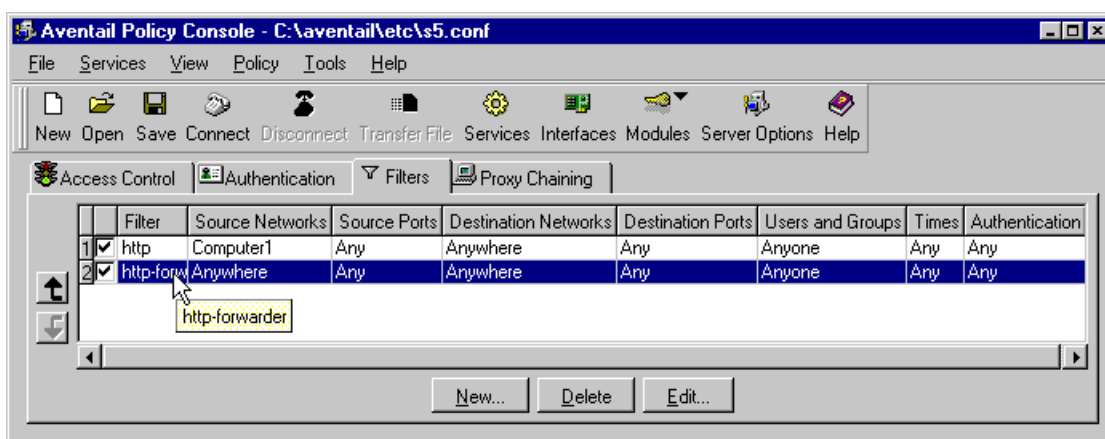 Aventail Policy Console - C:\aventail\etc\s5.conf
File Services View Policy Tools Help
New Open Save Connect Disconnect Transfer File Services Interfaces Modules Server Options Help
Access Control Authentication Filters Proxy Chaining
Filter Source Networks Source Ports Destination Networks Destination Ports Users and Groups Times Authentication
1 http Computer1 Any Anywhere Any Anyone Any Any
2 http-forw Anywhere Any Anywhere Any Anyone Any Any
http-forwarder
New... Delete Edit...